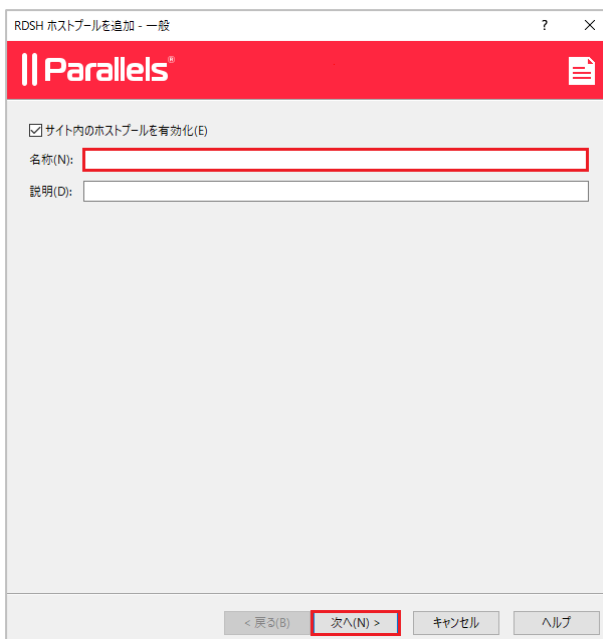 RDSH ホストプールを追加 - 一般 ? ×
Parallels®
サイト内のホストプールを有効化(E)
名称(N):
説明(D):
< 戻る(B) 次へ(N) > キャンセル ヘルプ